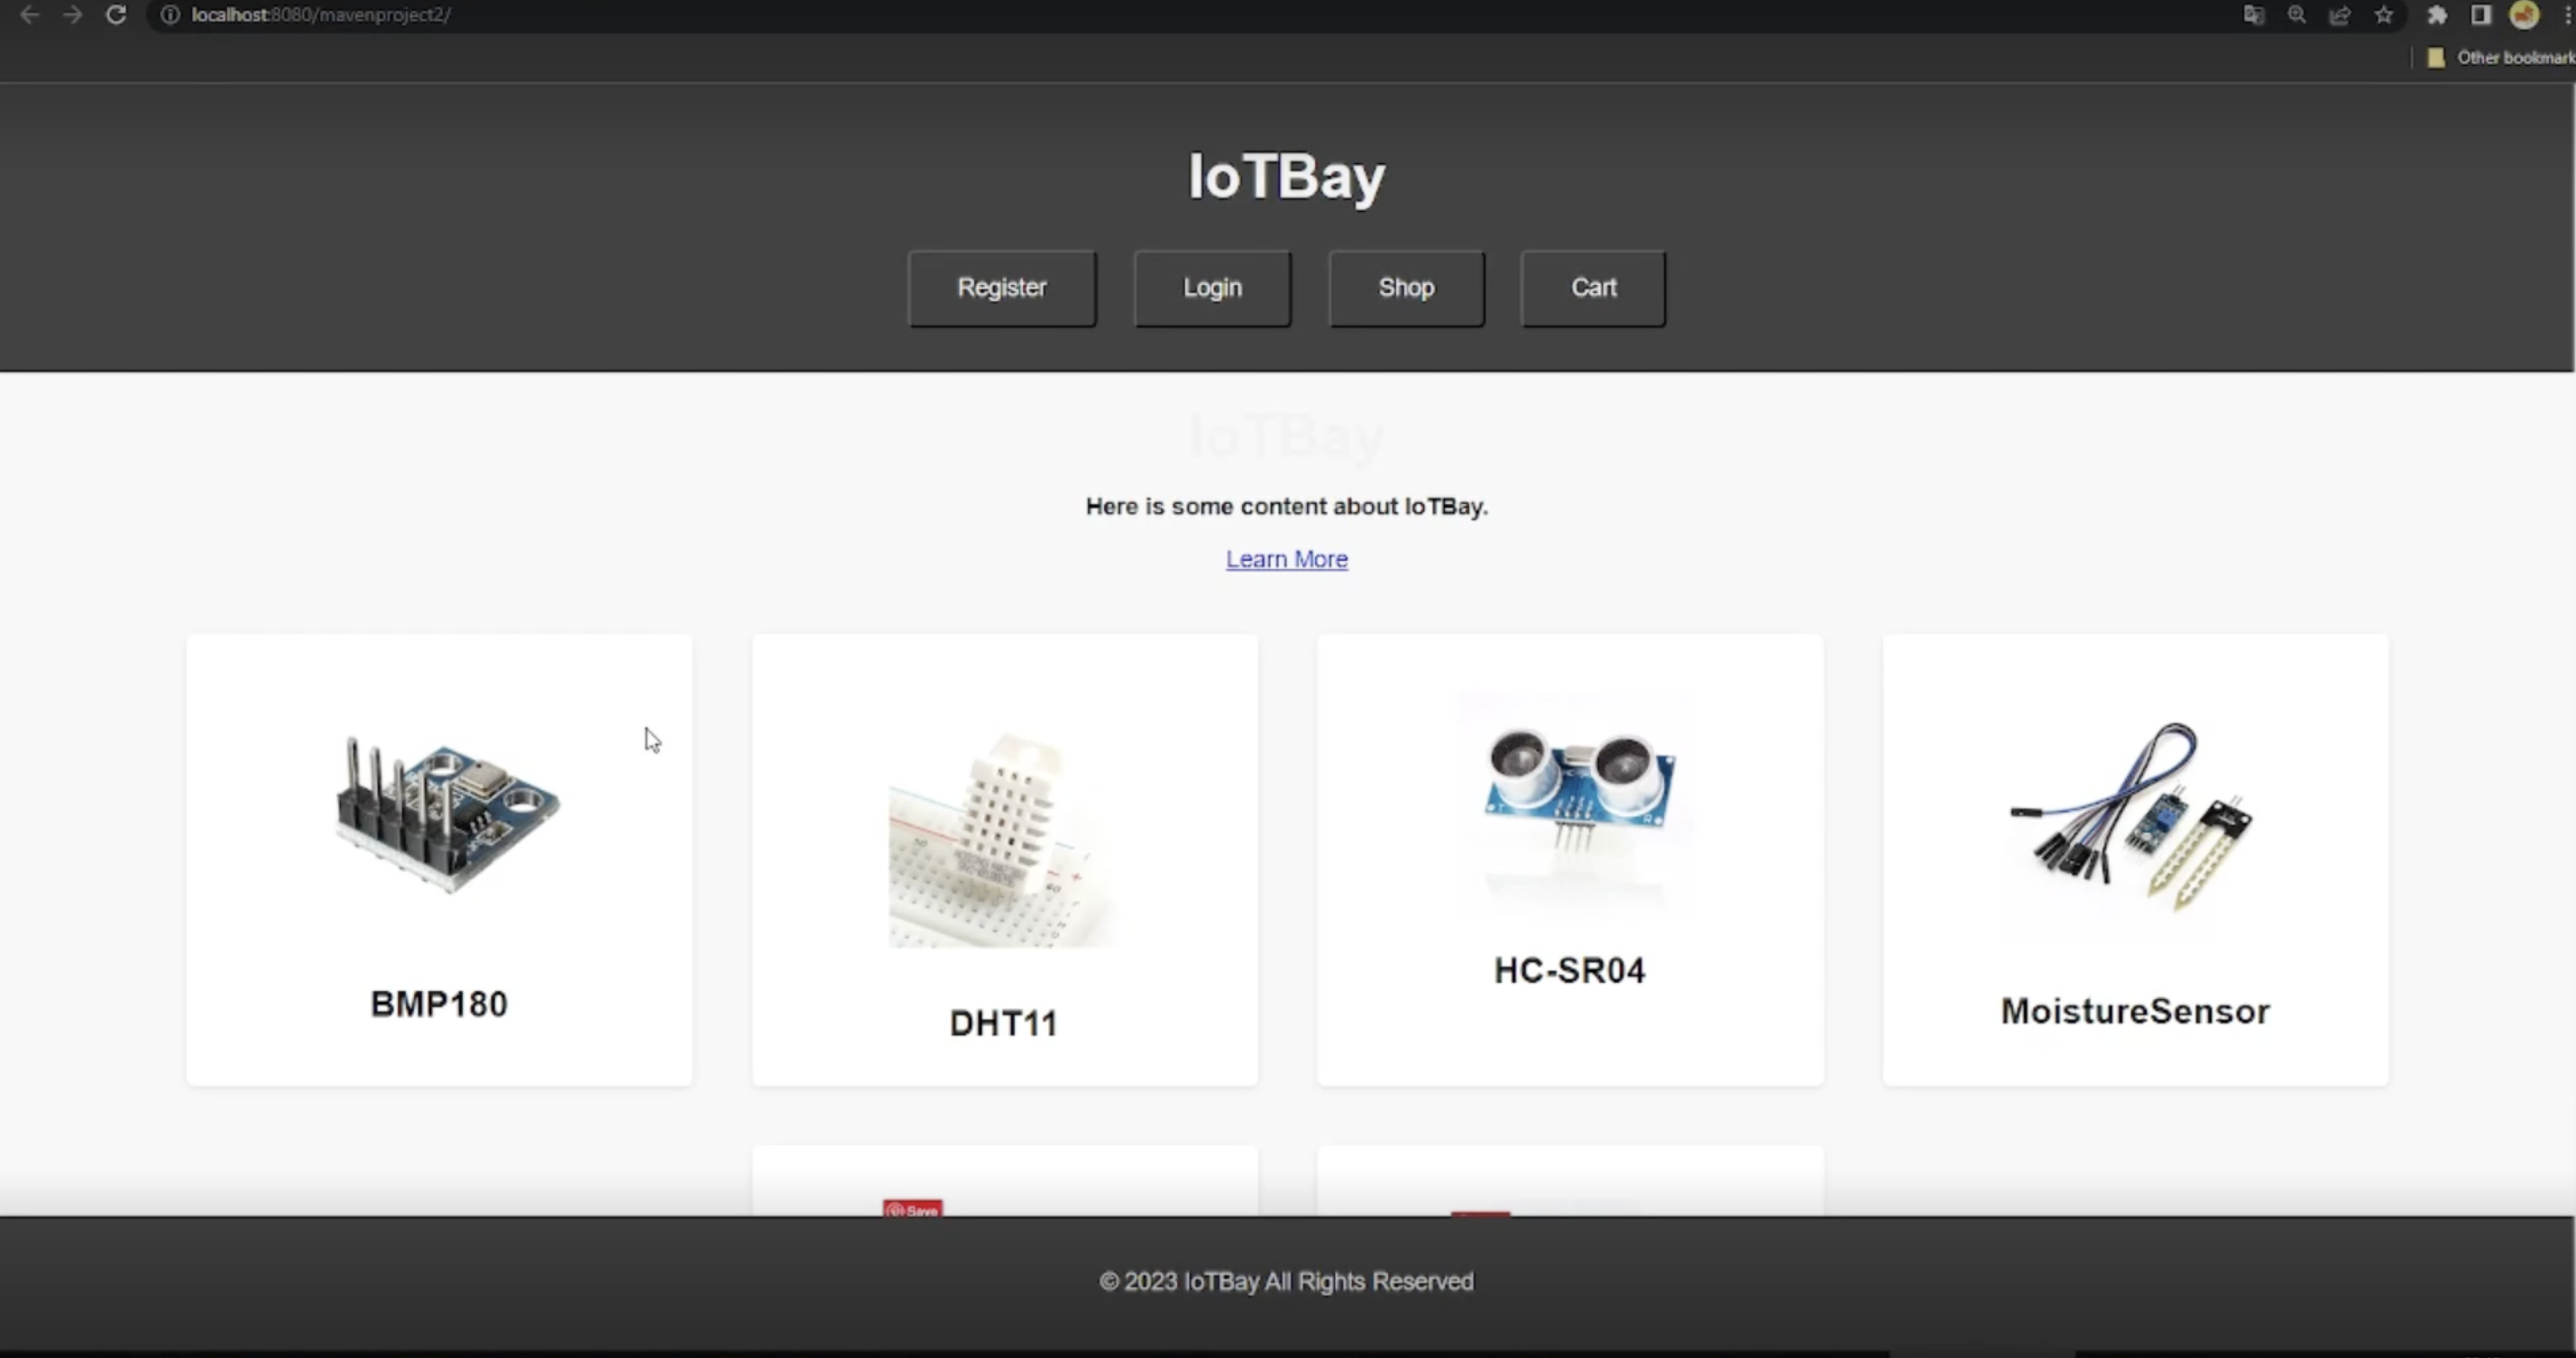 localhost:8080/mavenproject2/
Other bookmark
IoTBay
Register
Login
Shop
Cart
IoTBay
Here is some content about IoTBay.
Learn More
BMP180
DHT11
HC-SR04
MoistureSensor
Save
© 2023 IoTBay All Rights Reserved